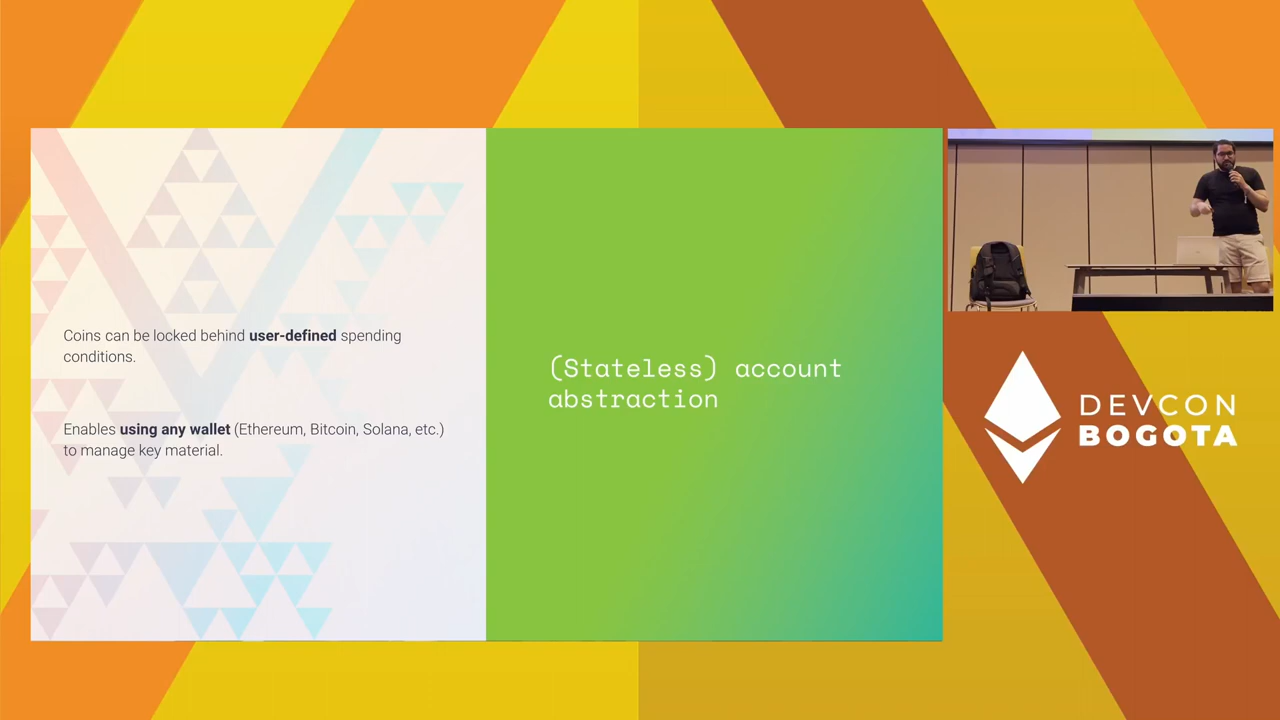 Coins can be locked behind user-defined spending
conditions.
Enables using any wallet (Ethereum, Bitcoin, Solana, etc.)
to manage key material.
(Stateless) account
abstraction
DEVCON
BOGOTA